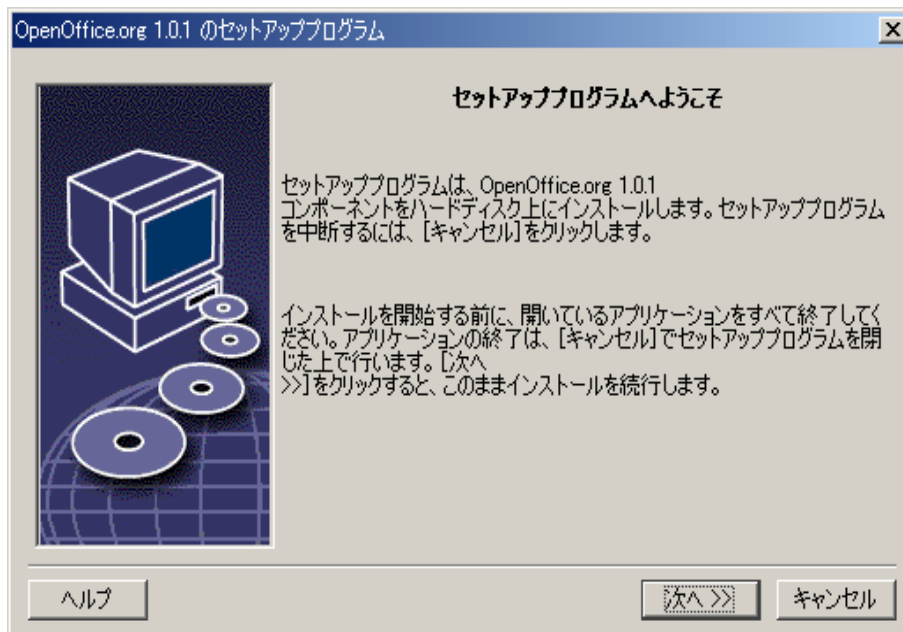 OpenOffice.org 1.0.1 のセットアッププログラム
セットアッププログラムへようこそ
セットアッププログラムは、OpenOffice.org 1.0.1
コンポーネントをハードディスク上にインストールします。セットアッププログラム
を中断するには、[キャンセル]をクリックします。
インストールを開始する前に、開いているアプリケーションをすべて終了してく
ださい。アプリケーションの終了は、[キャンセル]でセットアッププログラムを閉
じた上で行います。[次へ
>>]をクリックすると、このままインストールを続行します。
ヘルプ
次へ >>
キャンセル